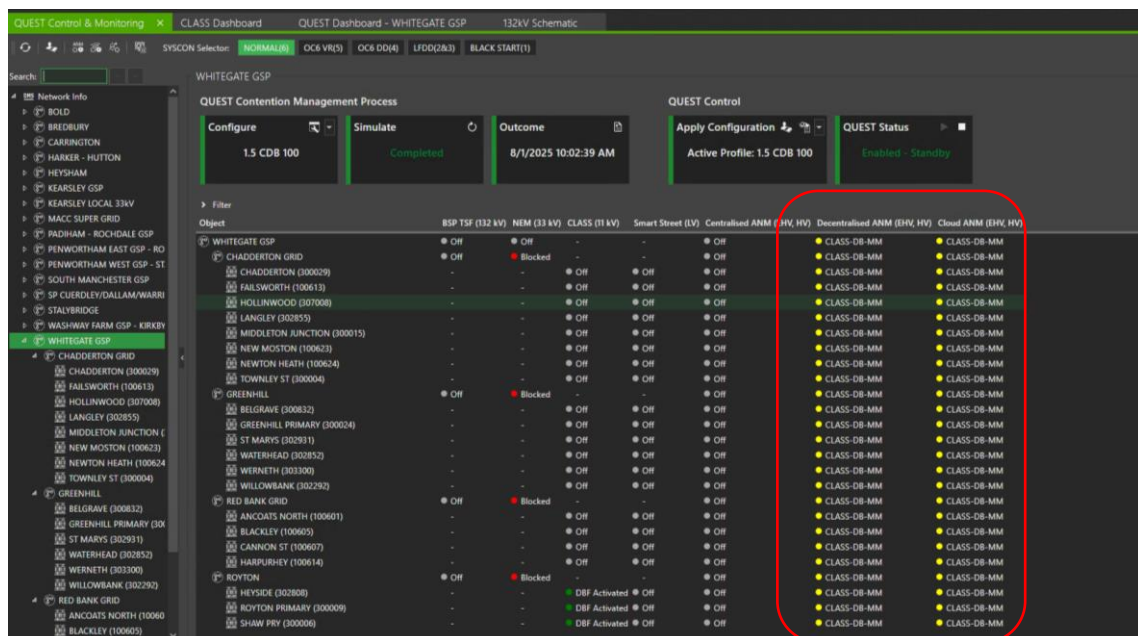 QUEST Control & Monitoring × CLASS Dashboard QUEST Dashboard - WHITEGATE GSP 132kV Schematic
SYSCON Selector: NORMAL(6) OC6 VR(5) OC6 DD(4) LFDD(2&3) BLACK START(1)
Search:
Network Info
BOLD
BREDBURY
CARRINGTON
HARKER - HUTTON
HEYSHAM
KEARSLEY GSP
KEARSLEY LOCAL 33kV
MACC SUPER GRID
PADIHAM - ROCHDALE GSP
PENWORTHAM EAST GSP - RO
PENWORTHAM WEST GSP - ST
SOUTH MANCHESTER GSP
SP CUERDLEY/DALLAM/WARRI
STALYBRIDGE
WASHWAY FARM GSP - KIRKBY
WHITEGATE GSP
CHADDERTON GRID
CHADDERTON (300029)
FAILSWORTH (100613)
HOLLINWOOD (307008)
LANGLEY (302855)
MIDDLETON JUNCTION (
NEW MOSTON (100623)
NEWTON HEATH (100624
TOWNLEY ST (300004)
GREENHILL
BELGRAVE (300832)
GREENHILL PRIMARY (30
ST MARYS (302931)
WATERHEAD (302852)
WERNETH (303300)
WILLOWBANK (302292)
RED BANK GRID
ANCOATS NORTH (10060
BLACKLEY (100605)
WHITEGATE GSP
QUEST Contention Management Process QUEST Control
Configure Simulate Outcome Apply Configuration QUEST Status
1.5 CDB 100 Completed 8/1/2025 10:02:39 AM Active Profile: 1.5 CDB 100 Enabled - Standby
Filter
Object BSP TSF (132 kV) NEM (33 kV) CLASS (11 kV) Smart Street (LV) Centralised ANM (EHV, HV) Decentralised ANM (EHV, HV) Cloud ANM (EHV, HV)
WHITEGATE GSP Off Off - - Off CLASS-DB-MM CLASS-DB-MM
CHADDERTON GRID Off Blocked - - Off CLASS-DB-MM CLASS-DB-MM
CHADDERTON (300029) - - Off Off Off CLASS-DB-MM CLASS-DB-MM
FAILSWORTH (100613) - - Off Off Off CLASS-DB-MM CLASS-DB-MM
HOLLINWOOD (307008) - - Off Off Off CLASS-DB-MM CLASS-DB-MM
LANGLEY (302855) - - Off Off Off CLASS-DB-MM CLASS-DB-MM
MIDDLETON JUNCTION (300015) - - Off Off Off CLASS-DB-MM CLASS-DB-MM
NEW MOSTON (100623) - - Off Off Off CLASS-DB-MM CLASS-DB-MM
NEWTON HEATH (100624) - - Off Off Off CLASS-DB-MM CLASS-DB-MM
TOWNLEY ST (300004) - - Off Off Off CLASS-DB-MM CLASS-DB-MM
GREENHILL Off Blocked - - Off CLASS-DB-MM CLASS-DB-MM
BELGRAVE (300832) - - Off Off Off CLASS-DB-MM CLASS-DB-MM
GREENHILL PRIMARY (300024) - - Off Off Off CLASS-DB-MM CLASS-DB-MM
ST MARYS (302931) - - Off Off Off CLASS-DB-MM CLASS-DB-MM
WATERHEAD (302852) - - Off Off Off CLASS-DB-MM CLASS-DB-MM
WERNETH (303300) - - Off Off Off CLASS-DB-MM CLASS-DB-MM
WILLOWBANK (302292) - - Off Off Off CLASS-DB-MM CLASS-DB-MM
RED BANK GRID Off Blocked - - Off CLASS-DB-MM CLASS-DB-MM
ANCOATS NORTH (100601) - - Off Off Off CLASS-DB-MM CLASS-DB-MM
BLACKLEY (100605) - - Off Off Off CLASS-DB-MM CLASS-DB-MM
CANNON ST (100607) - - Off Off Off CLASS-DB-MM CLASS-DB-MM
HARPURHEY (100614) - - Off Off Off CLASS-DB-MM CLASS-DB-MM
ROYTON Off Blocked - - Off CLASS-DB-MM CLASS-DB-MM
HEYSIDE (302808) - - DBF Activated Off Off CLASS-DB-MM CLASS-DB-MM
ROYTON PRIMARY (300009) - - DBF Activated Off Off CLASS-DB-MM CLASS-DB-MM
SHAW PRY (300006) - - DBF Activated Off Off CLASS-DB-MM CLASS-DB-MM